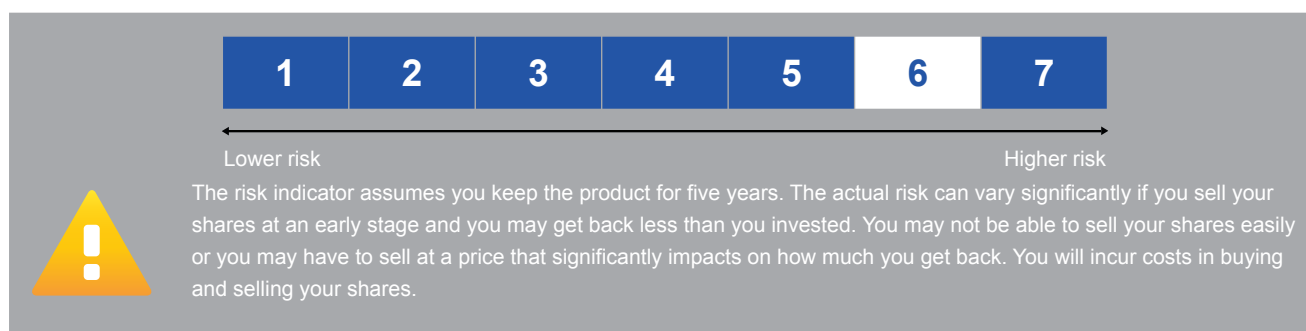 1 2 3 4 5 6 7
Lower risk Higher risk
The risk indicator assumes you keep the product for five years. The actual risk can vary significantly if you sell your
shares at an early stage and you may get back less than you invested. You may not be able to sell your shares easily
or you may have to sell at a price that significantly impacts on how much you get back. You will incur costs in buying
and selling your shares.